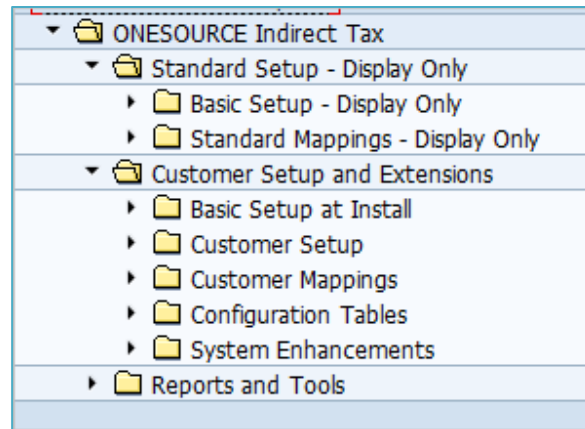 ONESOURCE Indirect Tax
Standard Setup - Display Only
Basic Setup - Display Only
Standard Mappings - Display Only
Customer Setup and Extensions
Basic Setup at Install
Customer Setup
Customer Mappings
Configuration Tables
System Enhancements
Reports and Tools